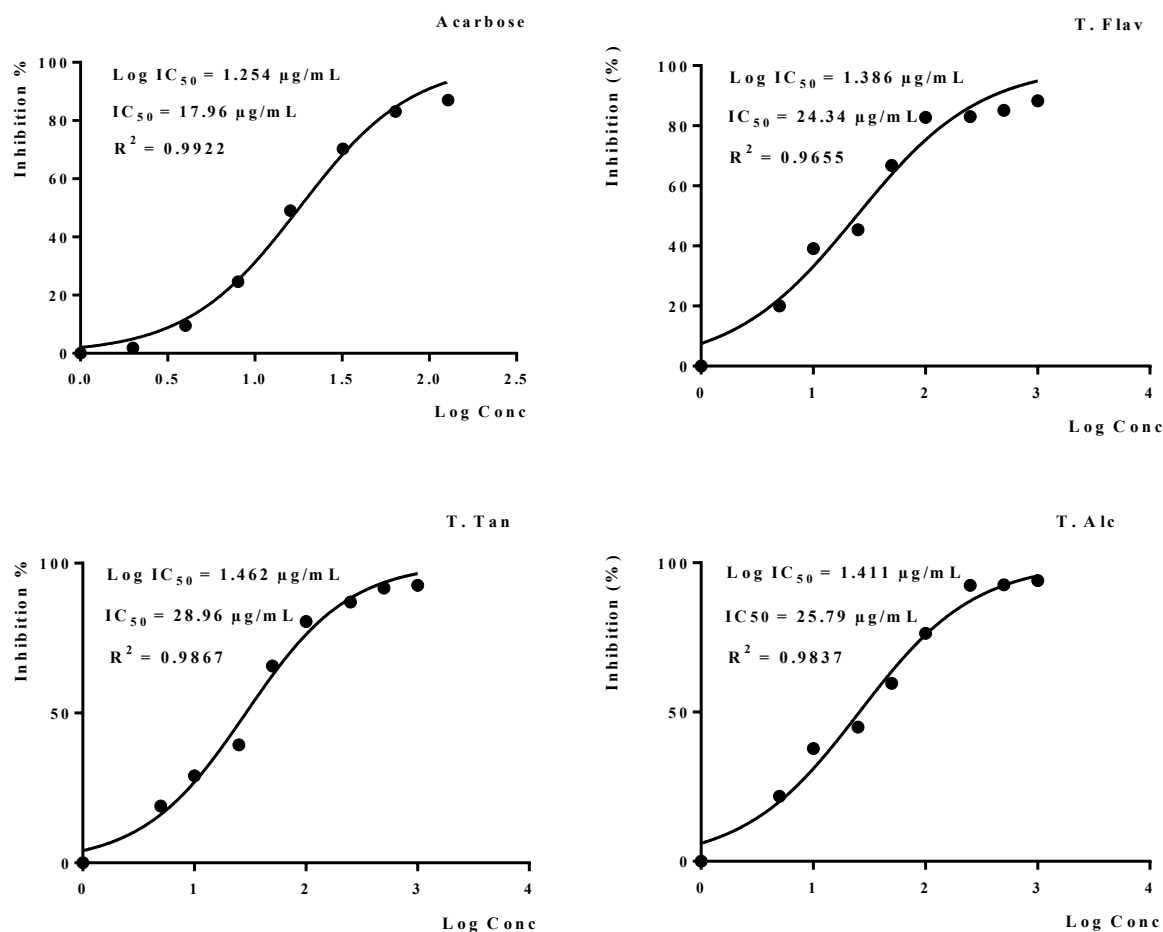 Acarbose
Inhibition %
100
80
60
40
20
0
Log IC50 = 1.254 µg/mL
IC50 = 17.96 µg/mL
R2 = 0.9922
0.0 0.5 1.0 1.5 2.0 2.5
Log Conc
T. Flav
Inhibition (%)
100
80
60
40
20
0
Log IC50 = 1.386 µg/mL
IC50 = 24.34 µg/mL
R2 = 0.9655
0 1 2 3 4
Log Conc
T. Tan
Inhibition %
100
50
0
Log IC50 = 1.462 µg/mL
IC50 = 28.96 µg/mL
R2 = 0.9867
0 1 2 3 4
Log Conc
T. Alc
Inhibition (%)
100
50
0
Log IC50 = 1.411 µg/mL
IC50 = 25.79 µg/mL
R2 = 0.9837
0 1 2 3 4
Log Conc